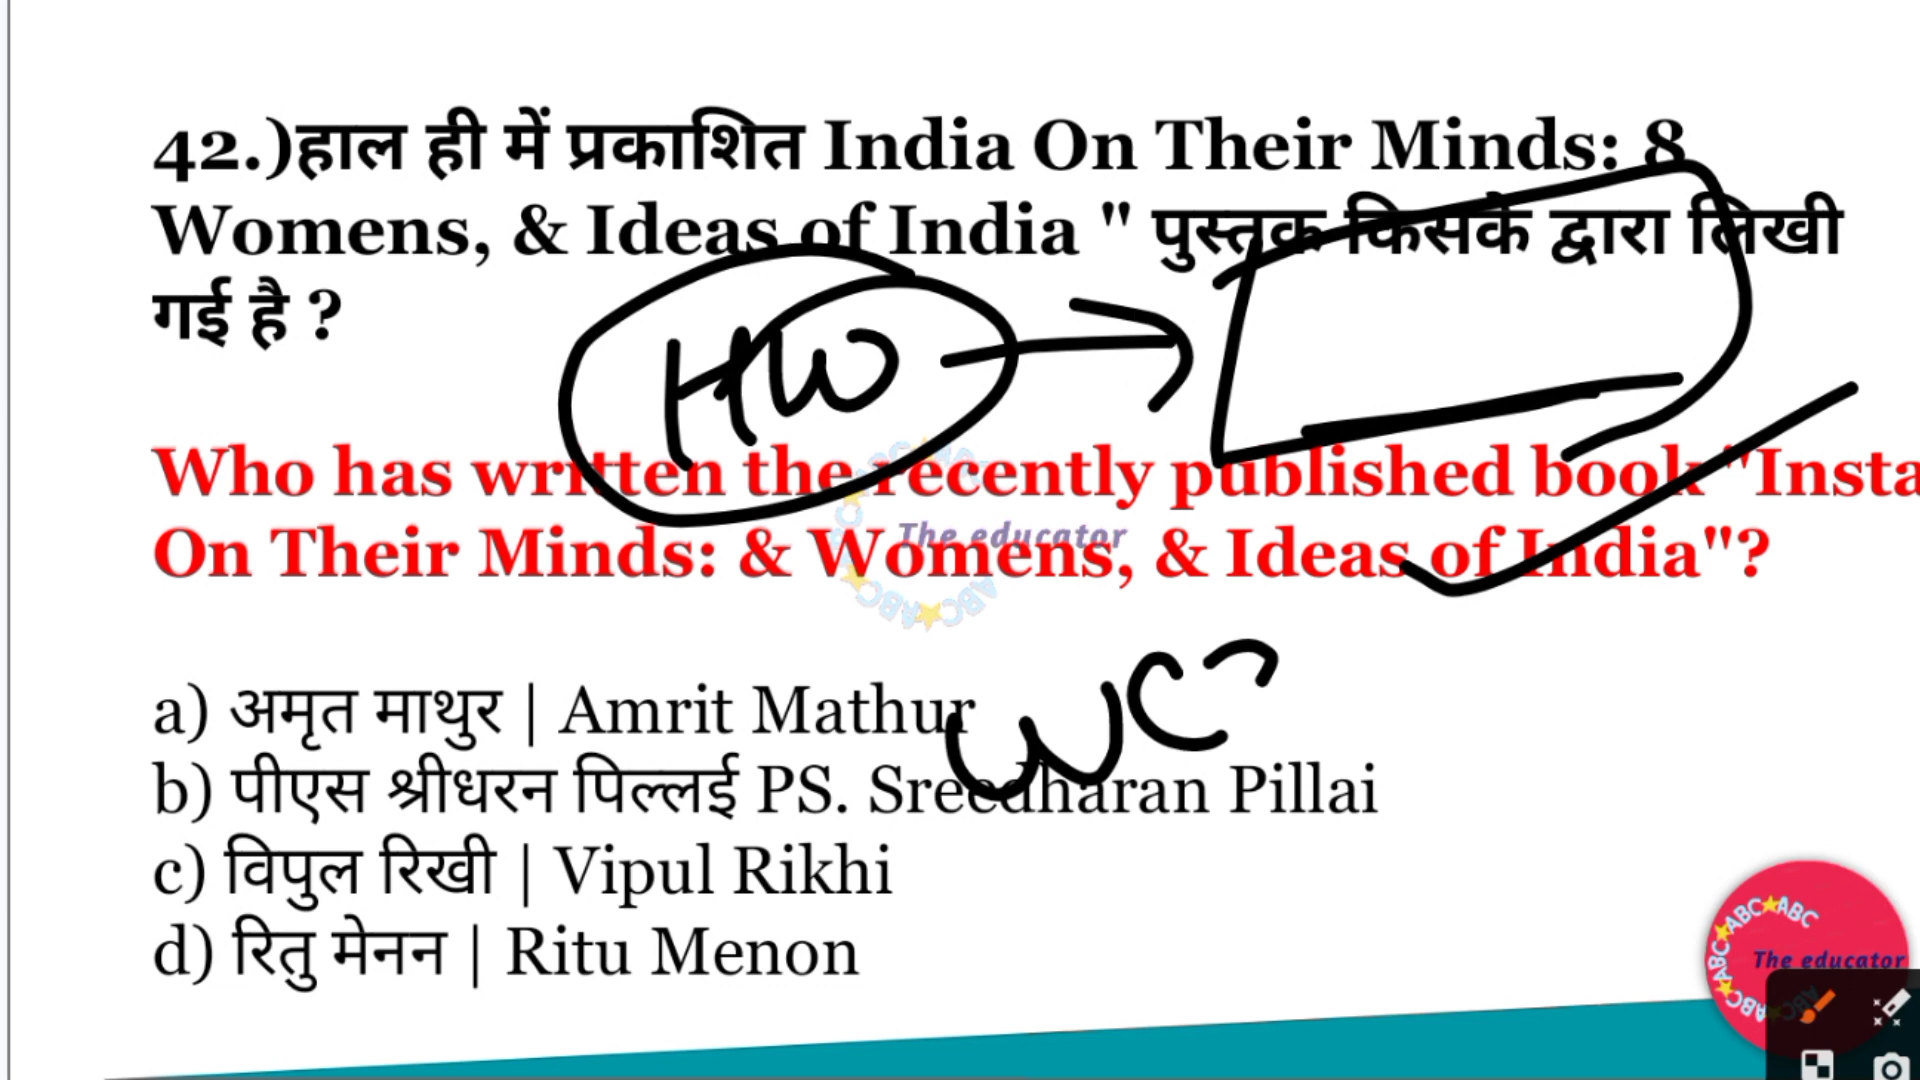 42.)हाल ही में प्रकाशित India On Their Minds: 8
Womens, & Ideas of India " पुस्तक किसके द्वारा लिखी
गई है ?
HW
Who has written the recently published book "Insta
On Their Minds: & Womens, & Ideas of India"?
The educator
a) अमृत माथुर | Amrit Mathur
b) पीएस श्रीधरन पिल्लई PS. Sreedharan Pillai
c) विपुल रिखी | Vipul Rikhi
d) रितु मेनन | Ritu Menon
ABC★ABC★ABC★ABC
The educator